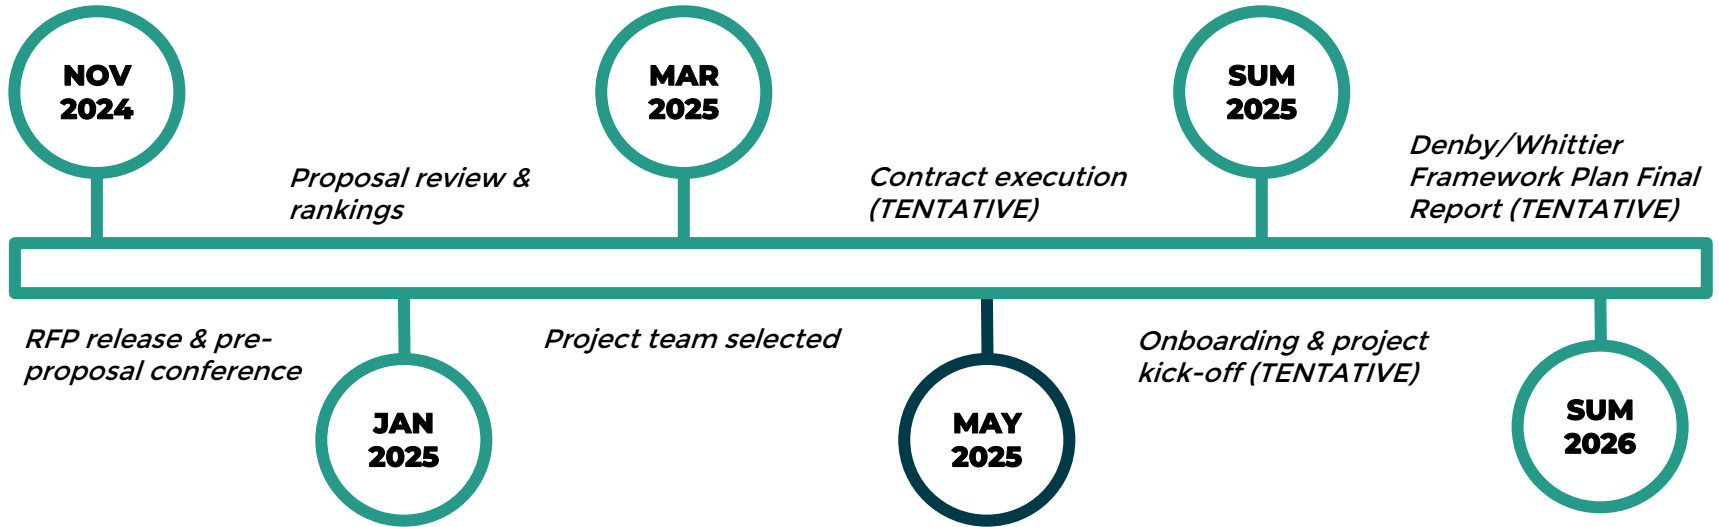 NOV
2024
RFP release & pre-
proposal conference
JAN
2025
Proposal review &
rankings
MAR
2025
Project team selected
MAY
2025
Contract execution
(TENTATIVE)
SUM
2025
Onboarding & project
kick-off (TENTATIVE)
SUM
2026
Denby/Whittier
Framework Plan Final
Report (TENTATIVE)